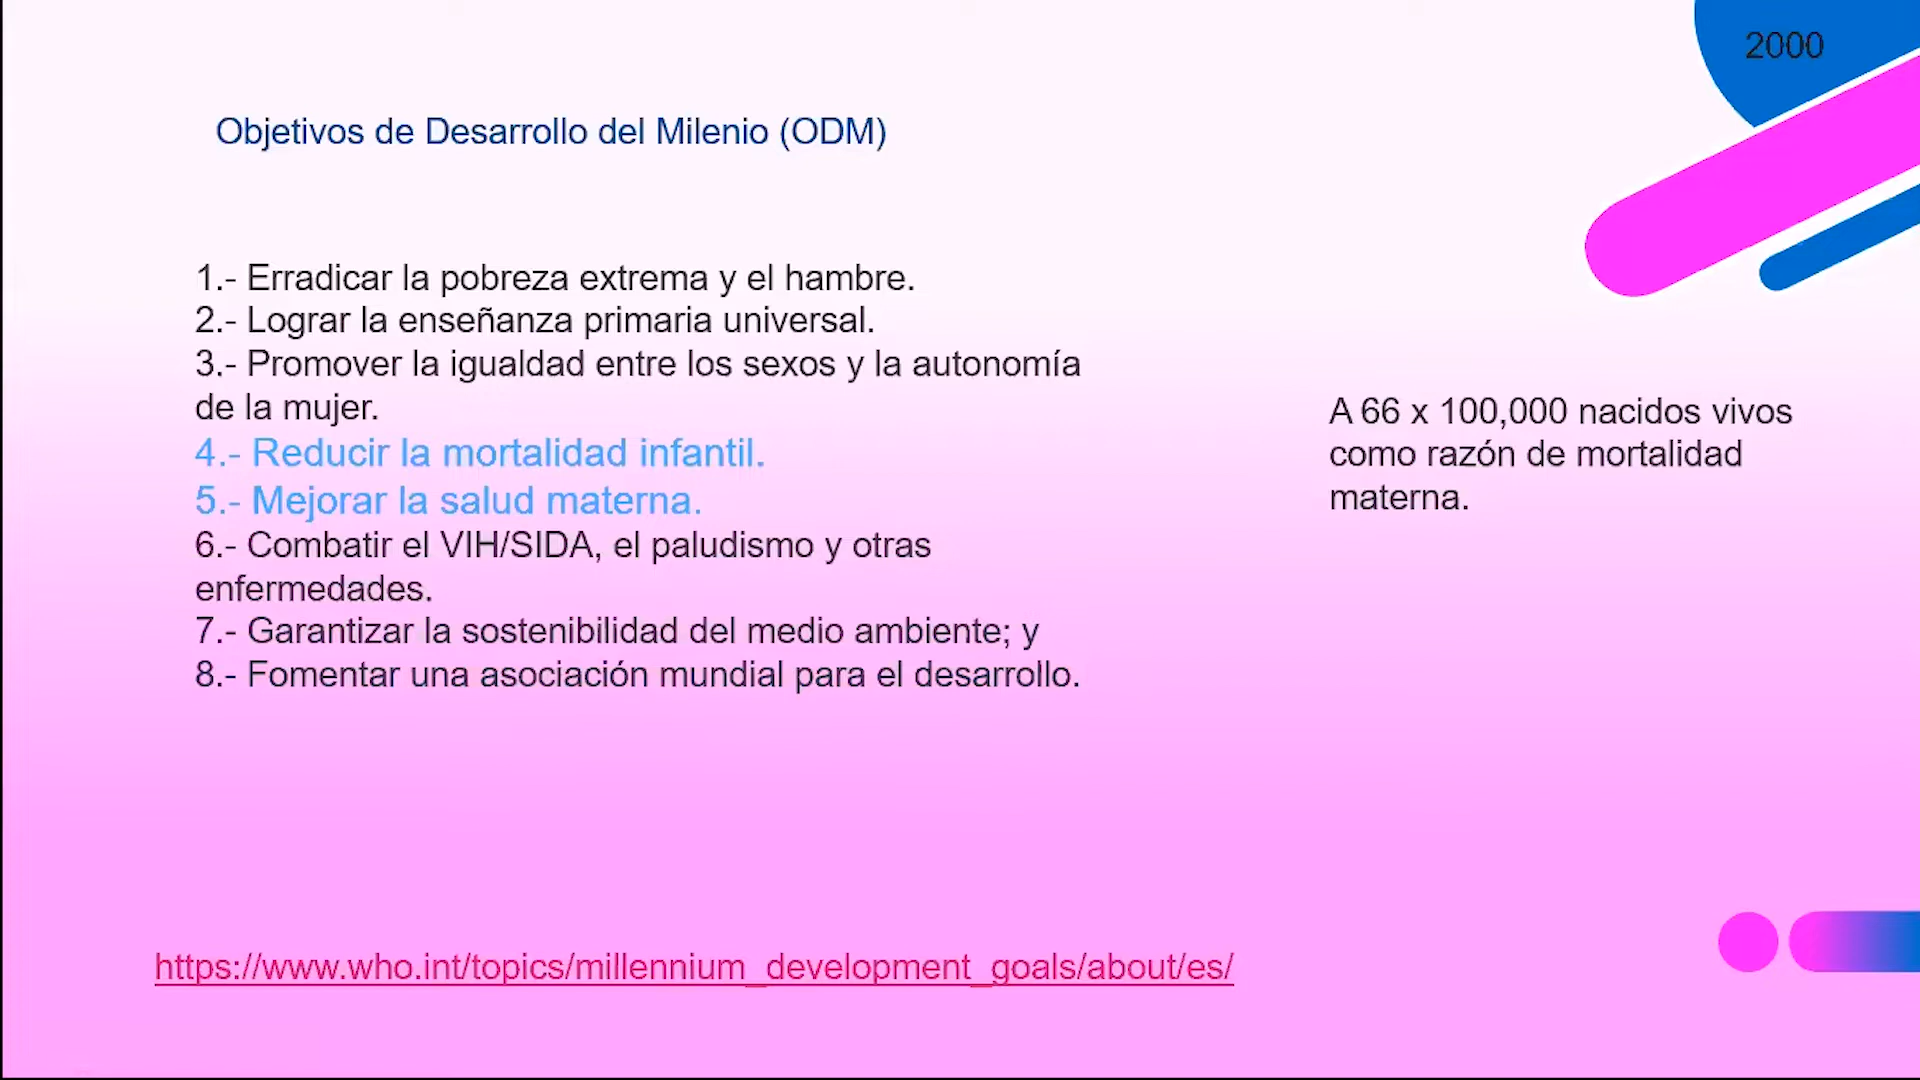 2000
Objetivos de Desarrollo del Milenio (ODM)
1.- Erradicar la pobreza extrema y el hambre.
2.- Lograr la enseñanza primaria universal.
3.- Promover la igualdad entre los sexos y la autonomía
de la mujer.
4.- Reducir la mortalidad infantil.
5.- Mejorar la salud materna.
6.- Combatir el VIH/SIDA, el paludismo y otras
enfermedades.
7.- Garantizar la sostenibilidad del medio ambiente; y
8.- Fomentar una asociación mundial para el desarrollo.
A 66 x 100,000 nacidos vivos
como razón de mortalidad
materna.
https://www.who.int/topics/millennium_development_goals/about/es/